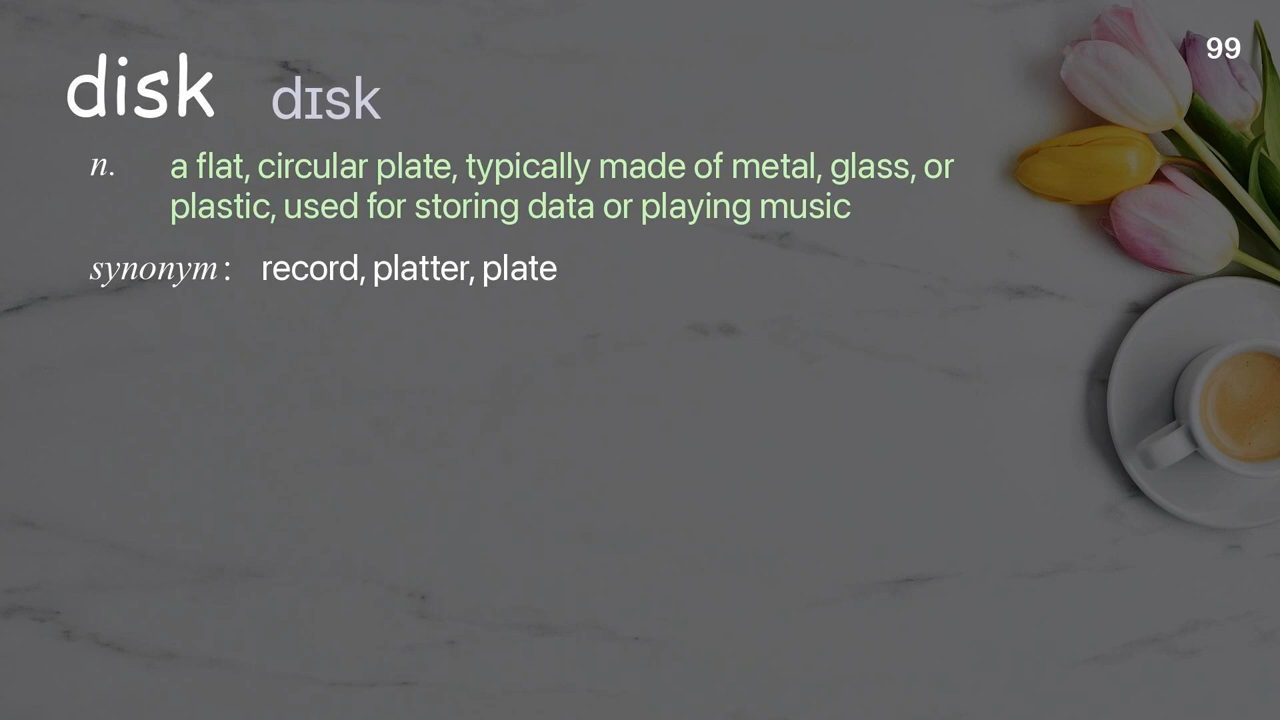 99
disk dɪsk
n. a flat, circular plate, typically made of metal, glass, or
plastic, used for storing data or playing music
synonym: record, platter, plate